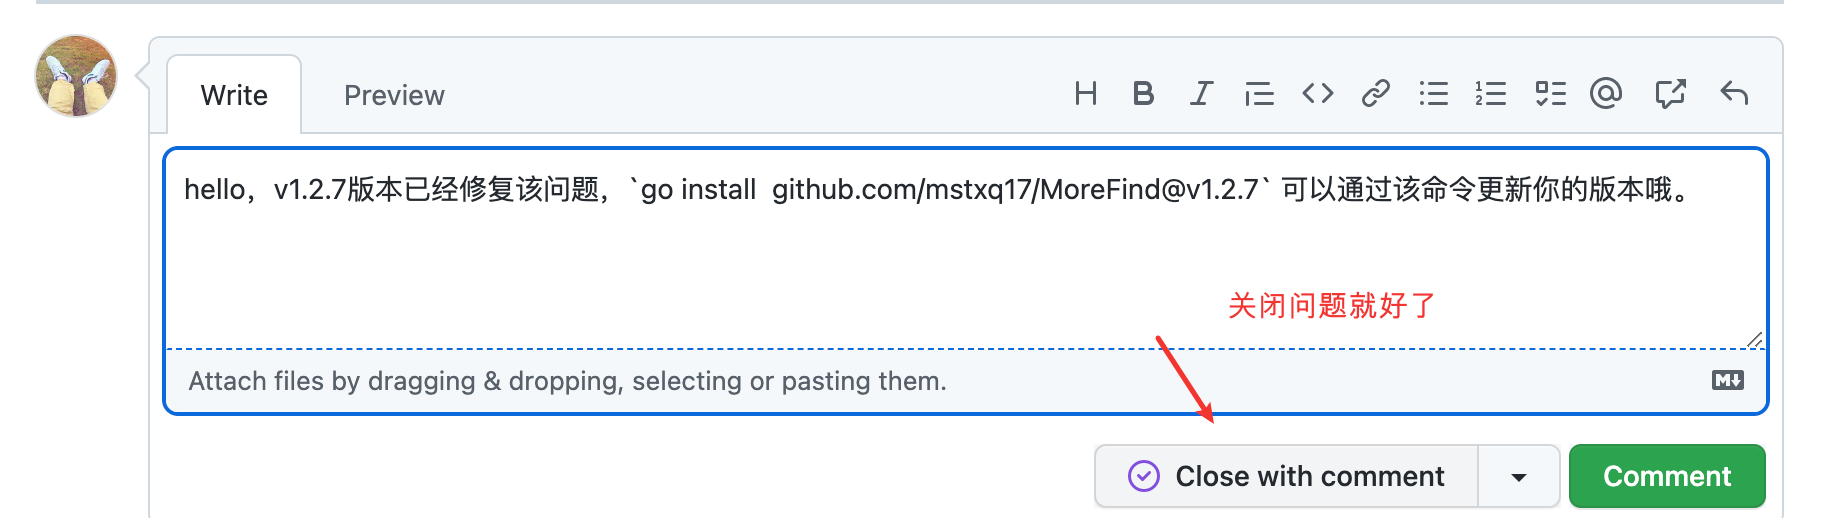 Write Preview
hello，v1.2.7版本已经修复该问题，`go install  github.com/mstxq17/MoreFind@v1.2.7` 可以通过该命令更新你的版本哦。
关闭问题就好了
Attach files by dragging & dropping, selecting or pasting them.
Close with comment
Comment